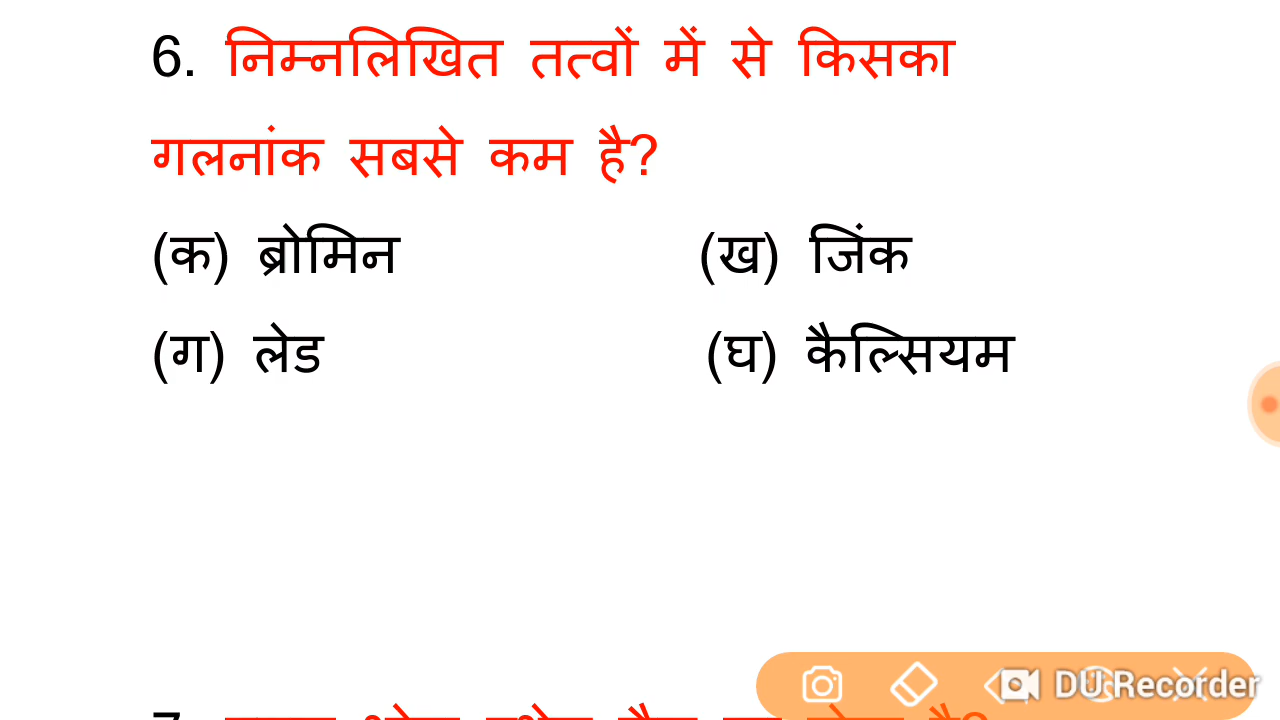 6. निम्नलिखित तत्वों में से किसका
गलनांक सबसे कम है?
(क) ब्रोमिन (ख) जिंक
(ग) लेड (घ) कैल्सियम
DU Recorder